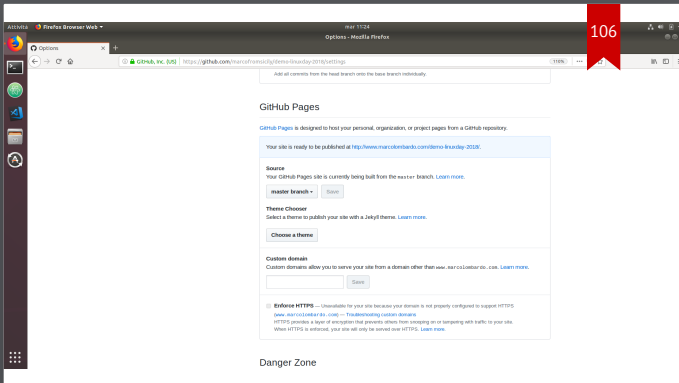 106
Attività Firefox Browser Web mar 11:24
Options - Mozilla Firefox
Options
GitHub, Inc. (US) https://github.com/marcofromsicily/demo-linuxday-2018/settings 110%
Add all commits from the head branch onto the base branch individually.
GitHub Pages
GitHub Pages is designed to host your personal, organization, or project pages from a GitHub repository.
Your site is ready to be published at http://www.marcolombardo.com/demo-linuxday-2018/.
Source
Your GitHub Pages site is currently being built from the master branch. Learn more.
master branch Save
Theme Chooser
Select a theme to publish your site with a Jekyll theme. Learn more.
Choose a theme
Custom domain
Custom domains allow you to serve your site from a domain other than www.marcolombardo.com. Learn more.
Save
Enforce HTTPS — Unavailable for your site because your domain is not properly configured to support HTTPS
(www.marcolombardo.com) — Troubleshooting custom domains
HTTPS provides a layer of encryption that prevents others from snooping on or tampering with traffic to your site.
When HTTPS is enforced, your site will only be served over HTTPS. Learn more.
Danger Zone